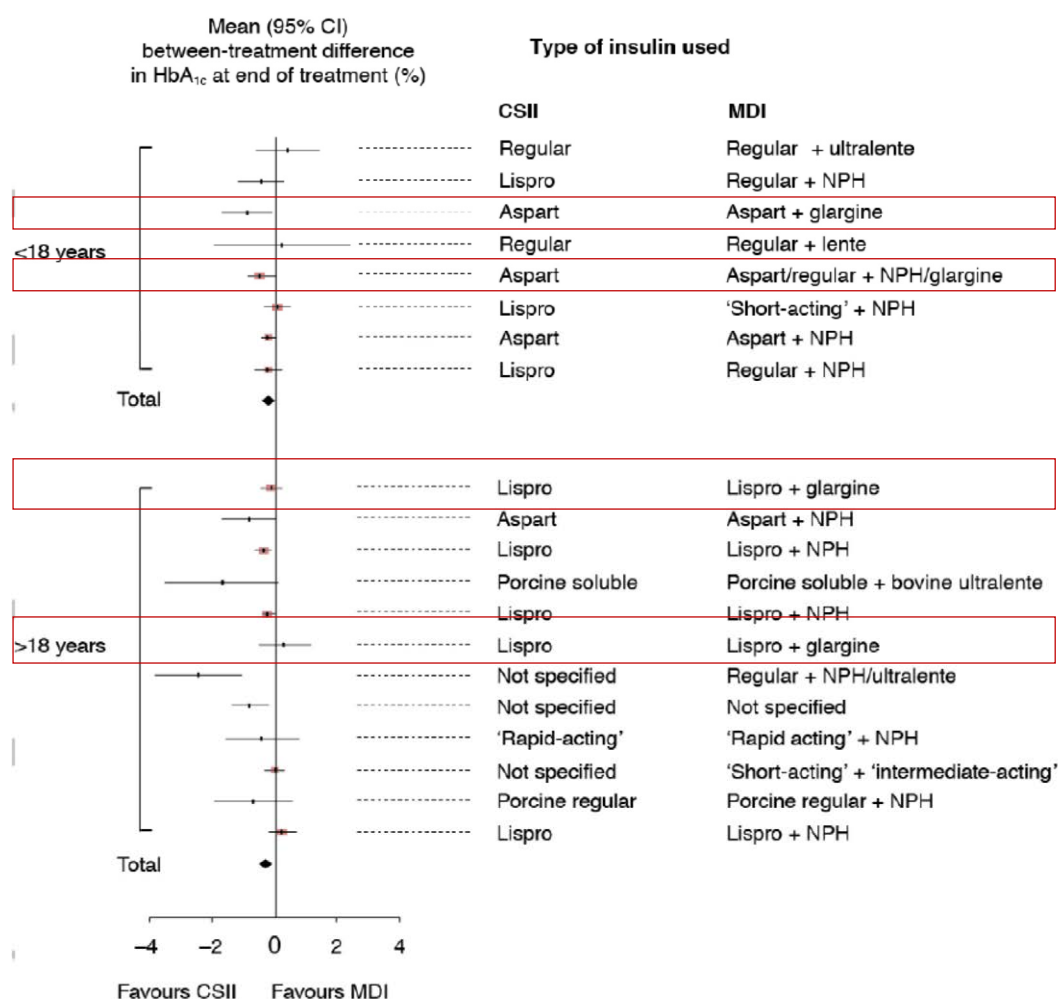 Mean (95% CI)
between-treatment difference
in HbA1c at end of treatment (%)
Type of insulin used
CSII MDI
Regular Regular + ultralente
Lispro Regular + NPH
Aspart Aspart + glargine
<18 years
Regular Regular + lente
Aspart Aspart/regular + NPH/glargine
Lispro ‘Short-acting’ + NPH
Aspart Aspart + NPH
Lispro Regular + NPH
Total
Lispro Lispro + glargine
Aspart Aspart + NPH
Lispro Lispro + NPH
Porcine soluble Porcine soluble + bovine ultralente
Lispro Lispro + NPH
>18 years Lispro Lispro + glargine
Not specified Regular + NPH/ultralente
Not specified Not specified
‘Rapid-acting’ ‘Rapid acting’ + NPH
Not specified ‘Short-acting’ + ‘intermediate-acting’
Porcine regular Porcine regular + NPH
Lispro Lispro + NPH
Total
–4 –2 0 2 4
Favours CSII Favours MDI